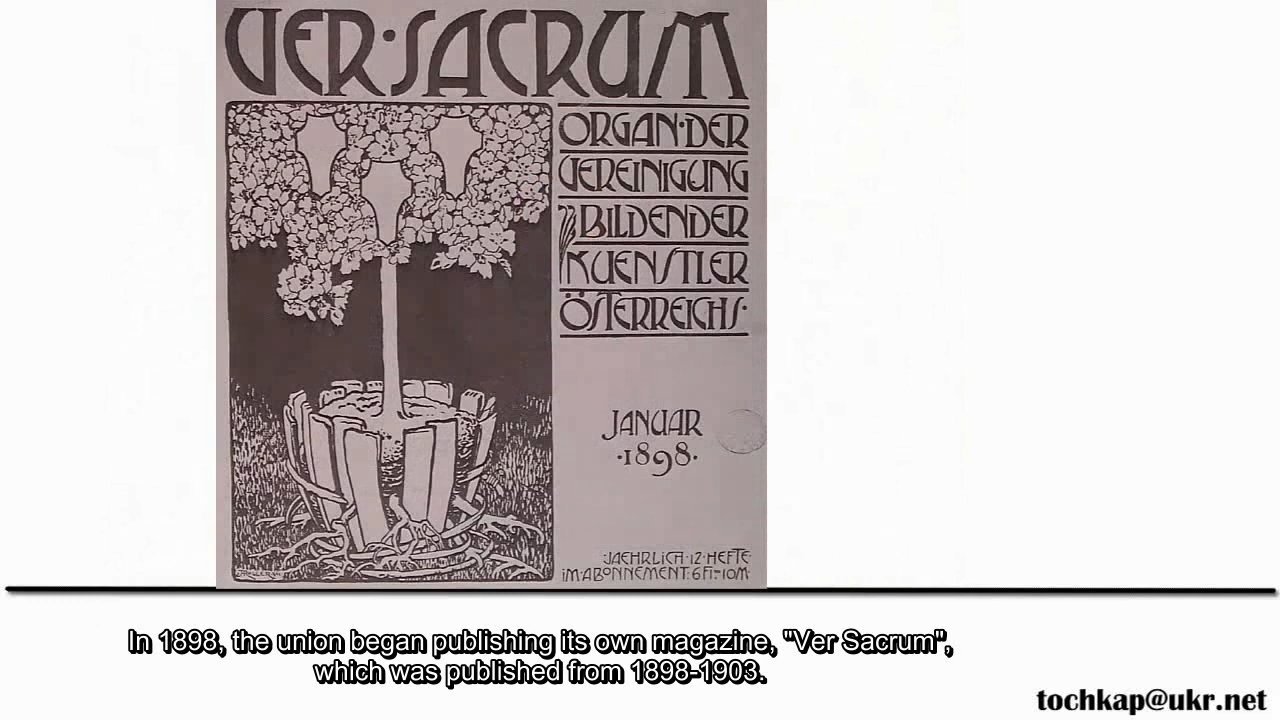 VER·SACRUM
ORGAN·DER
VEREINIGUNG
BILDENDER
KUENSTLER
ÖSTERREICHS·
JANUAR
·1898·
JAEHRLICH·12·HEFTE·
IM·ABONNEMENT:6Fl=10M·
In 1898, the union began publishing its own magazine, "Ver Sacrum",
which was published from 1898-1903.
tochkap@ukr.net